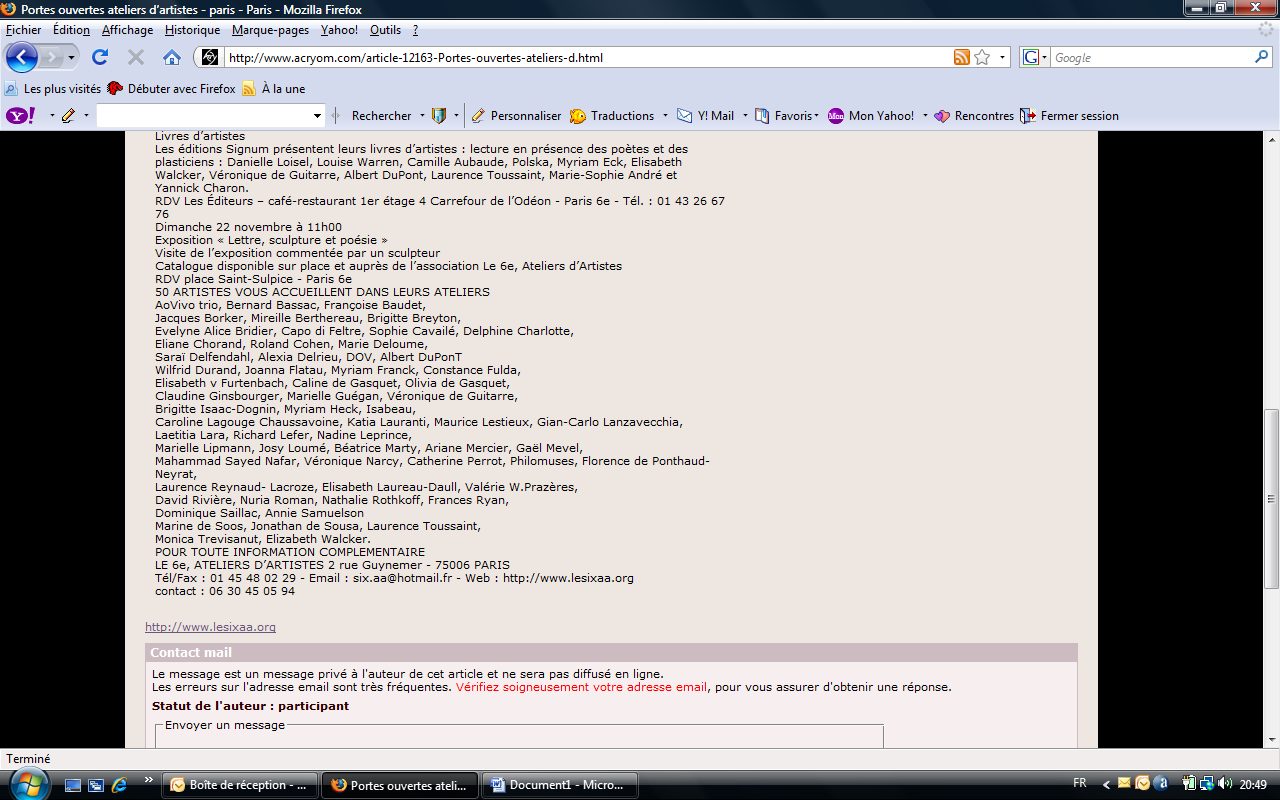 Portes ouvertes ateliers d'artistes - paris - Paris - Mozilla Firefox
Fichier Édition Affichage Historique Marque-pages Yahoo! Outils ?
http://www.acryom.com/article-12163-Portes-ouvertes-ateliers-d.html
G Google
Les plus visités Débuter avec Firefox À la une
Y! Rechercher Personnaliser Traductions Y! Mail Favoris Mon Yahoo! Rencontres Fermer session
Livres d’artistes
Les éditions Signum présentent leurs livres d’artistes : lecture en présence des poètes et des
plasticiens : Danielle Loisel, Louise Warren, Camille Aubaude, Polska, Myriam Eck, Elisabeth
Walcker, Véronique de Guitarre, Albert DuPont, Laurence Toussaint, Marie-Sophie André et
Yannick Charon.
RDV Les Éditeurs – café-restaurant 1er étage 4 Carrefour de l’Odéon - Paris 6e - Tél. : 01 43 26 67
76
Dimanche 22 novembre à 11h00
Exposition « Lettre, sculpture et poésie »
Visite de l’exposition commentée par un sculpteur
Catalogue disponible sur place et auprès de l’association Le 6e, Ateliers d’Artistes
RDV place Saint-Sulpice - Paris 6e
50 ARTISTES VOUS ACCUEILLENT DANS LEURS ATELIERS
AoVivo trio, Bernard Bassac, Françoise Baudet,
Jacques Borker, Mireille Berthereau, Brigitte Breyton,
Evelyne Alice Bridier, Capo di Feltre, Sophie Cavailé, Delphine Charlotte,
Eliane Chorand, Roland Cohen, Marie Deloume,
Saraï Delfendahl, Alexia Delrieu, DOV, Albert DuPonT
Wilfrid Durand, Joanna Flatau, Myriam Franck, Constance Fulda,
Elisabeth v Furtenbach, Caline de Gasquet, Olivia de Gasquet,
Claudine Ginsbourger, Marielle Guégan, Véronique de Guitarre,
Brigitte Isaac-Dognin, Myriam Heck, Isabeau,
Caroline Lagouge Chaussavoine, Katia Lauranti, Maurice Lestieux, Gian-Carlo Lanzavecchia,
Laetitia Lara, Richard Lefer, Nadine Leprince,
Marielle Lipmann, Josy Loumé, Béatrice Marty, Ariane Mercier, Gaël Mevel,
Mahammad Sayed Nafar, Véronique Narcy, Catherine Perrot, Philomuses, Florence de Ponthaud-
Neyrat,
Laurence Reynaud- Lacroze, Elisabeth Laureau-Daull, Valérie W.Prazères,
David Rivière, Nuria Roman, Nathalie Rothkoff, Frances Ryan,
Dominique Saillac, Annie Samuelson
Marine de Soos, Jonathan de Sousa, Laurence Toussaint,
Monica Trevisanut, Elizabeth Walcker.
POUR TOUTE INFORMATION COMPLEMENTAIRE
LE 6e, ATELIERS D’ARTISTES 2 rue Guynemer - 75006 PARIS
Tél/Fax : 01 45 48 02 29 - Email : six.aa@hotmail.fr - Web : http://www.lesixaa.org
contact : 06 30 45 05 94
http://www.lesixaa.org
Contact mail
Le message est un message privé à l'auteur de cet article et ne sera pas diffusé en ligne.
Les erreurs sur l'adresse email sont très fréquentes. Vérifiez soigneusement votre adresse email, pour vous assurer d'obtenir une réponse.
Statut de l'auteur : participant
Envoyer un message
Terminé
Boîte de réception - ... Portes ouvertes ateli... Document1 - Micro... FR 20:49